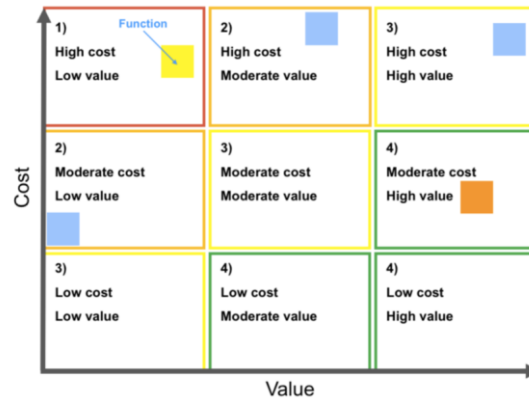 1)
Function
High cost
Low value
2)
High cost
Moderate value
3)
High cost
High value
2)
Moderate cost
Low value
3)
Moderate cost
Moderate value
4)
Moderate cost
High value
3)
Low cost
Low value
4)
Low cost
Moderate value
4)
Low cost
High value
Cost
Value